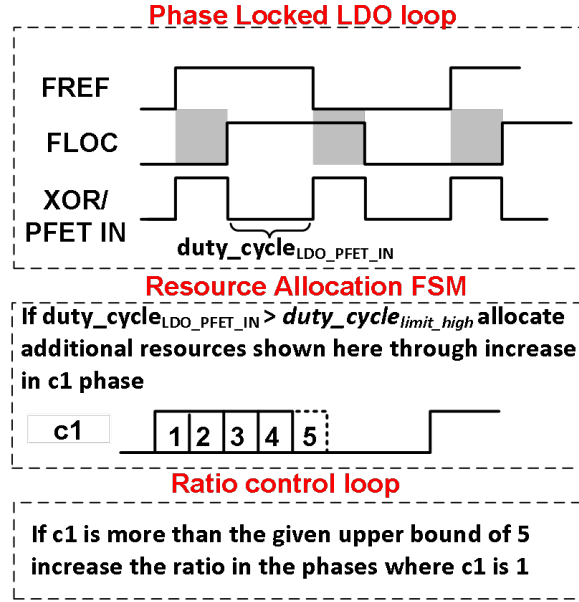 Phase Locked LDO loop
FREF
FLOC
XOR/
PFET IN
duty_cycleLDO_PFET_IN
Resource Allocation FSM
If duty_cycleLDO_PFET_IN > duty_cyclelimit_high allocate
additional resources shown here through increase
in c1 phase
c1 1 2 3 4 5
Ratio control loop
If c1 is more than the given upper bound of 5
increase the ratio in the phases where c1 is 1